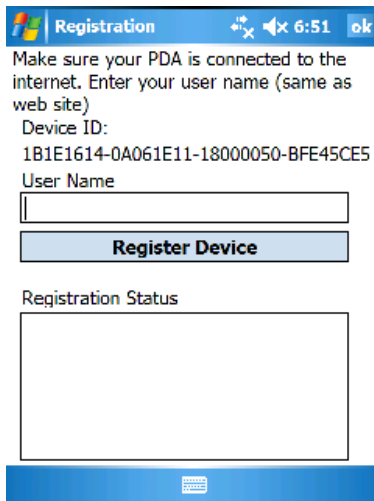 Registration 6:51 ok
Make sure your PDA is connected to the
internet. Enter your user name (same as
web site)
Device ID:
1B1E1614-0A061E11-18000050-BFE45CE5
User Name
Register Device
Registration Status